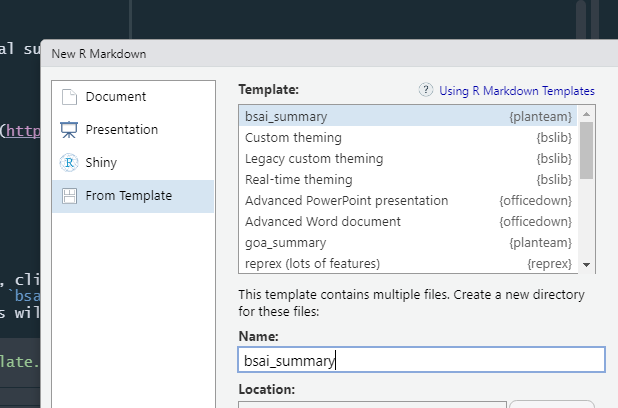 al su
New R Markdown
Document
Presentation
Shiny
From Template
Template:
? Using R Markdown Templates
bsai_summary {planteam}
Custom theming {bslib}
Legacy custom theming {bslib}
Real-time theming {bslib}
Advanced PowerPoint presentation {officedown}
Advanced Word document {officedown}
goa_summary {planteam}
reprex (lots of features) {reprex}
This template contains multiple files. Create a new directory
for these files:
Name:
bsai_summary
Location:
(http
, cli
`bsa
s wil
late.